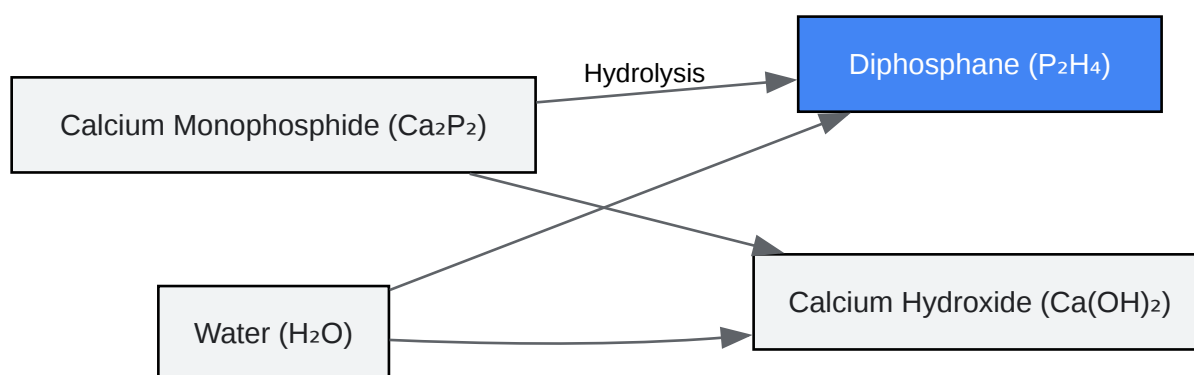 Diphosphane (P₂H₄)
Hydrolysis
Calcium Monophosphide (Ca₂P₂)
Calcium Hydroxide (Ca(OH)₂)
Water (H₂O)